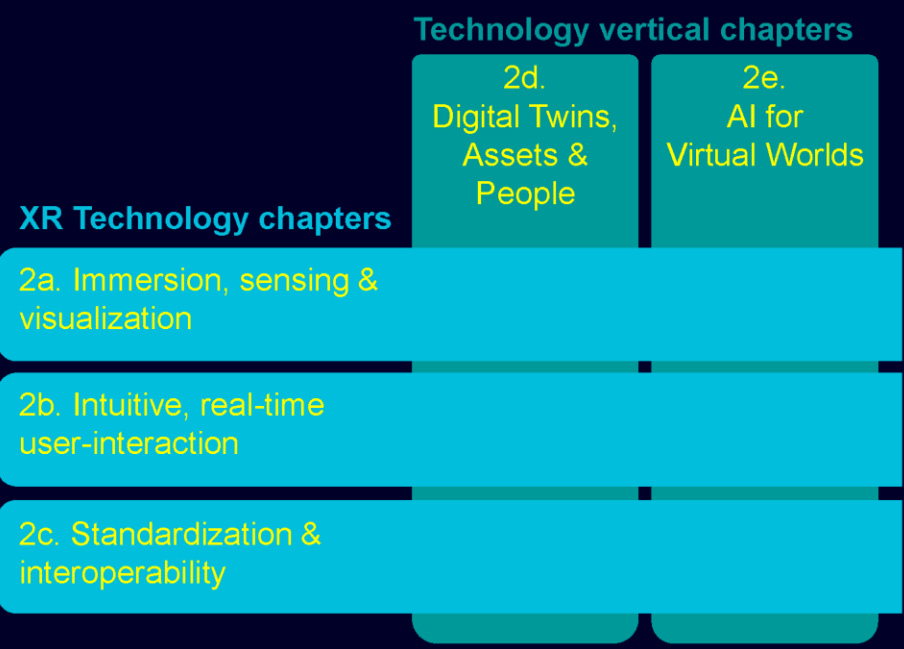 Technology vertical chapters
2d.
Digital Twins,
Assets &
People
2e.
AI for
Virtual Worlds
XR Technology chapters
2a. Immersion, sensing &
visualization
2b. Intuitive, real-time
user-interaction
2c. Standardization &
interoperability